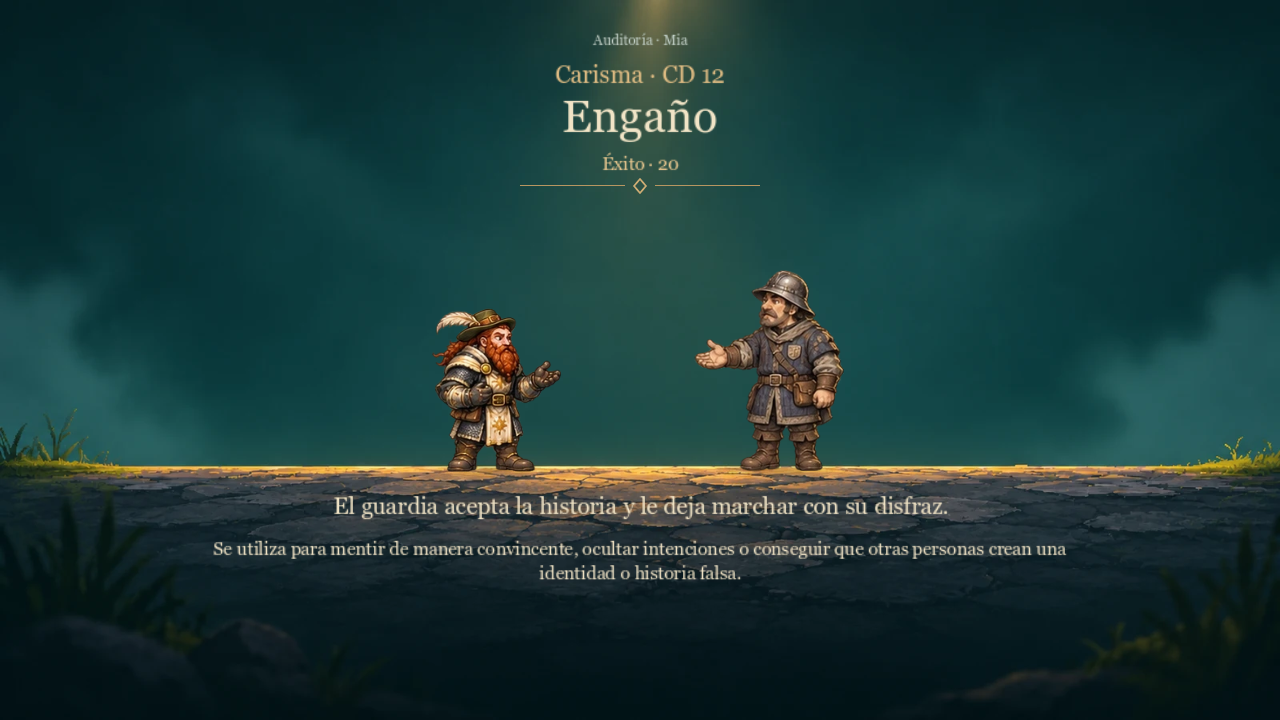 Auditoría · Mia
Carisma · CD 12
Engaño
Éxito · 20
El guardia acepta la historia y le deja marchar con su disfraz.
Se utiliza para mentir de manera convincente, ocultar intenciones o conseguir que otras personas crean una
identidad o historia falsa.